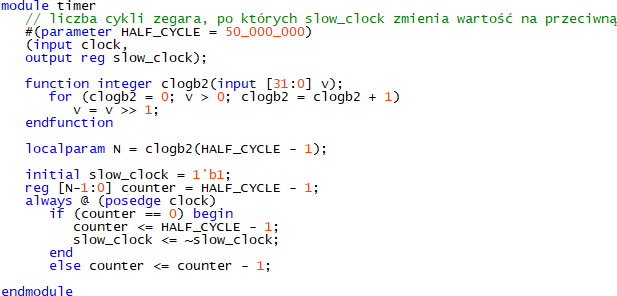 module timer
// liczba cykli zegara, po których slow_clock zmienia wartość na przeciwną
#(parameter HALF_CYCLE = 50_000_000)
(input clock,
output reg slow_clock);
function integer clogb2(input [31:0] v);
for (clogb2 = 0; v > 0; clogb2 = clogb2 + 1)
v = v >> 1;
endfunction
localparam N = clogb2(HALF_CYCLE - 1);
initial slow_clock = 1'b1;
reg [N-1:0] counter = HALF_CYCLE - 1;
always @ (posedge clock)
if (counter == 0) begin
counter <= HALF_CYCLE - 1;
slow_clock <= ~slow_clock;
end
else counter <= counter - 1;
endmodule